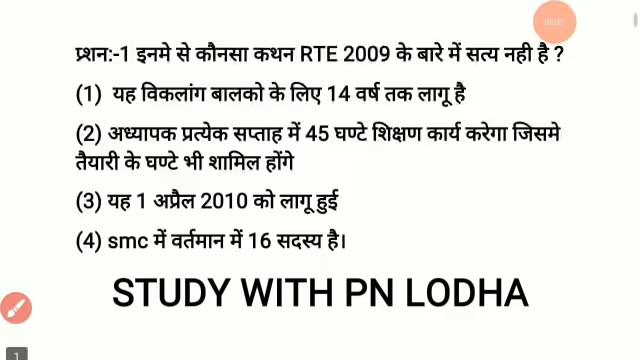 प्रशन:-1 इनमे से कौनसा कथन RTE 2009 के बारे में सत्य नही है ?
(1) यह विकलांग बालको के लिए 14 वर्ष तक लागू है
(2) अध्यापक प्रत्येक सप्ताह में 45 घण्टे शिक्षण कार्य करेगा जिसमे
तैयारी के घण्टे भी शामिल होंगे
(3) यह 1 अप्रैल 2010 को लागू हुई
(4) smc में वर्तमान में 16 सदस्य है।
STUDY WITH PN LODHA
1